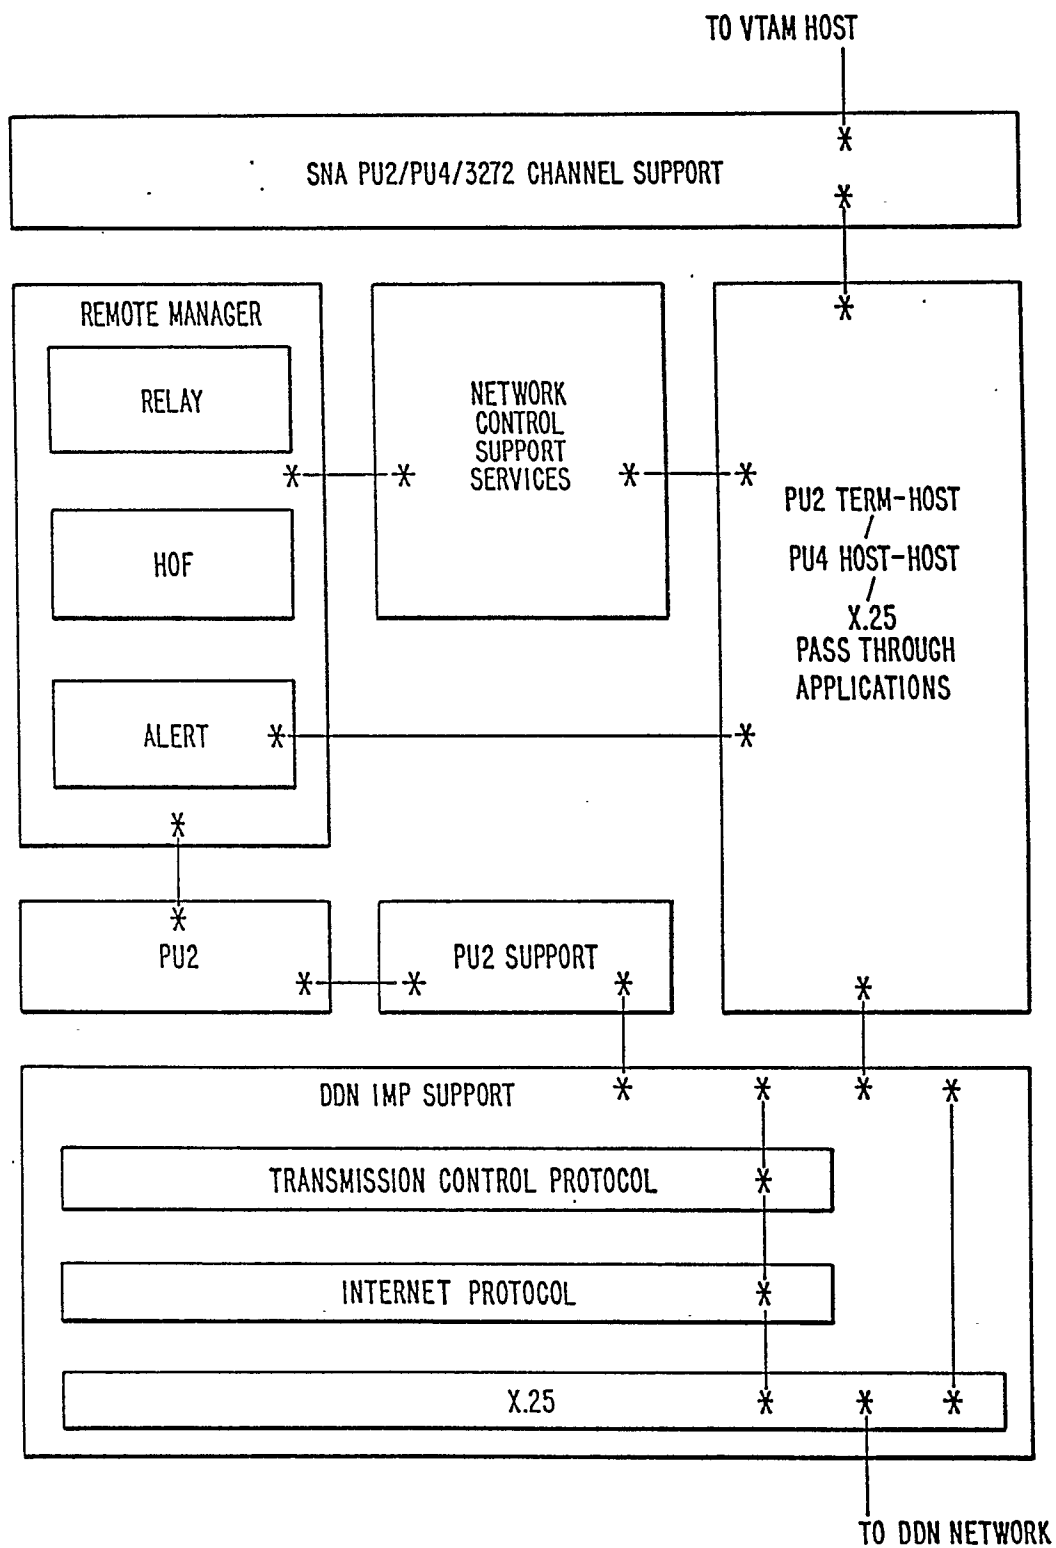 TO VTAM HOST
SNA PU2/PU4/3272 CHANNEL SUPPORT
REMOTE MANAGER
RELAY
HOF
ALERT
NETWORK
CONTROL
SUPPORT
SERVICES
PU2 TERM-HOST
/
PU4 HOST-HOST
/
X.25
PASS THROUGH
APPLICATIONS
PU2
PU2 SUPPORT
DDN IMP SUPPORT
TRANSMISSION CONTROL PROTOCOL
INTERNET PROTOCOL
X.25
TO DDN NETWORK